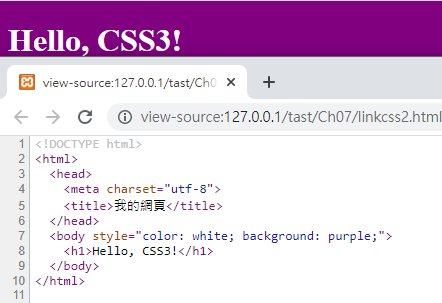 Hello, CSS3!
view-source:127.0.0.1/tast/Ch0
view-source:127.0.0.1/tast/Ch07/linkcss2.html
1 <!DOCTYPE html>
2 <html>
3 <head>
4 <meta charset="utf-8">
5 <title>我的網頁</title>
6 </head>
7 <body style="color: white; background: purple;">
8 <h1>Hello, CSS3!</h1>
9 </body>
10 </html>
11